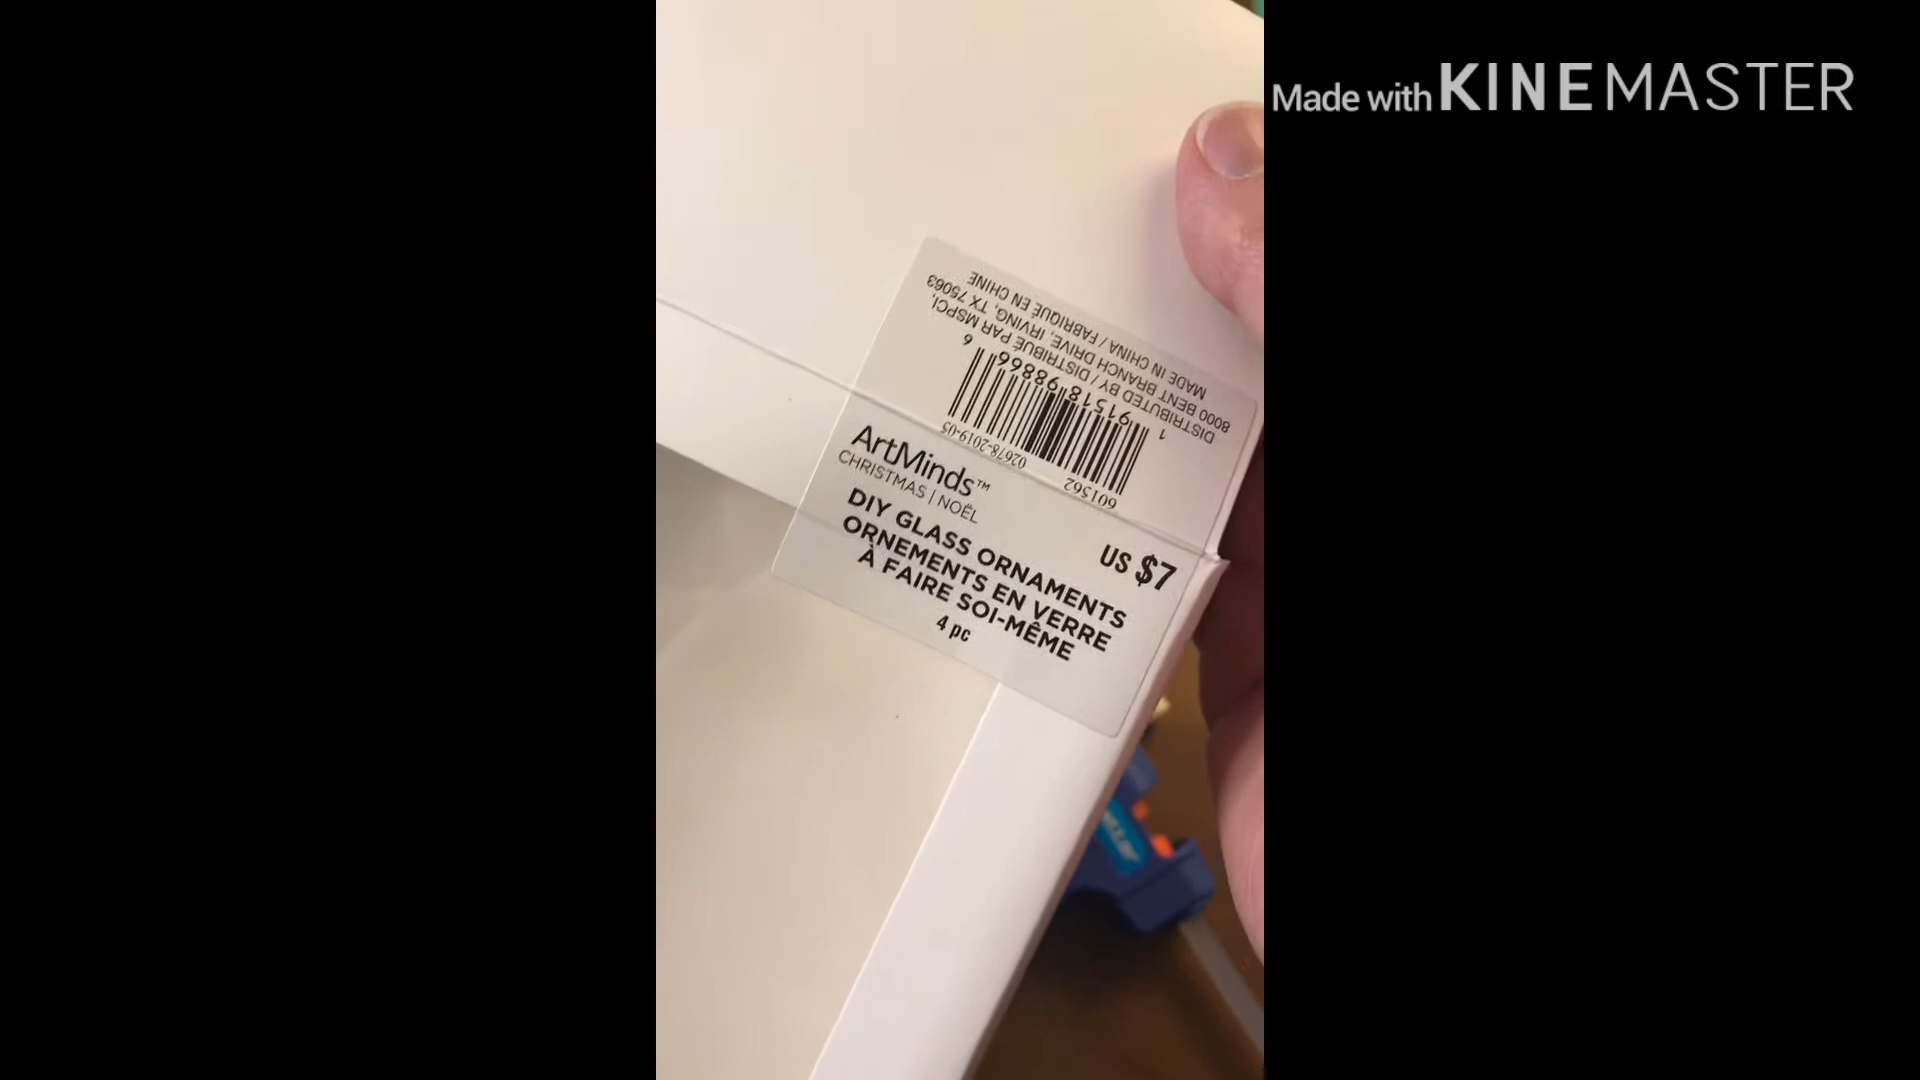 Made with KINEMASTER
ArtMinds™
CHRISTMAS | NOËL
US $7
DIY GLASS ORNAMENTS
ORNEMENTS EN VERRE
À FAIRE SOI-MÊME
4 pc
601562
02678-2019-05
1 91518 98866 6
DISTRIBUTED BY / DISTRIBUÉ PAR MSPCI,
8000 BENT BRANCH DRIVE, IRVING, TX 75063
MADE IN CHINA / FABRIQUÉ EN CHINE